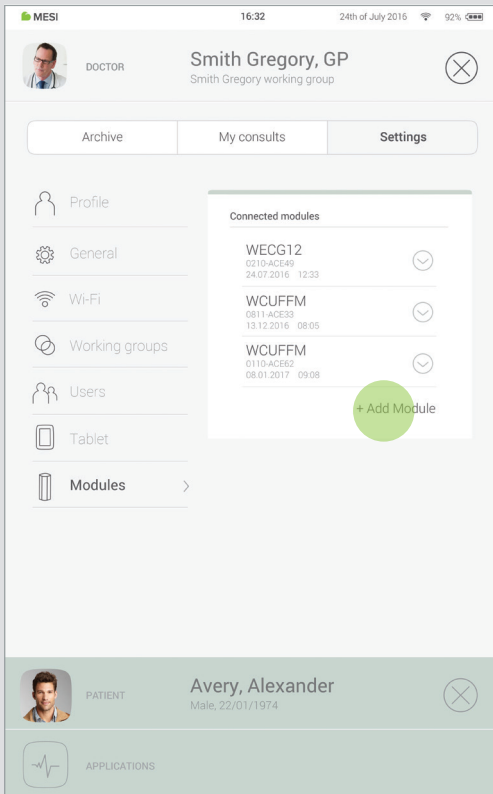 MESI
16:32
24th of July 2016
92%
DOCTOR
Smith Gregory, GP
Smith Gregory working group
Archive
My consults
Settings
Profile
General
Wi-Fi
Working groups
Users
Tablet
Modules
Connected modules
WECG12
0210-ACE49
24.07.2016 12:33
WCUFFM
0811-ACE33
13.12.2016 08:05
WCUFFM
0110-ACE62
08.01.2017 09:08
+ Add Module
PATIENT
Avery, Alexander
Male, 22/01/1974
APPLICATIONS